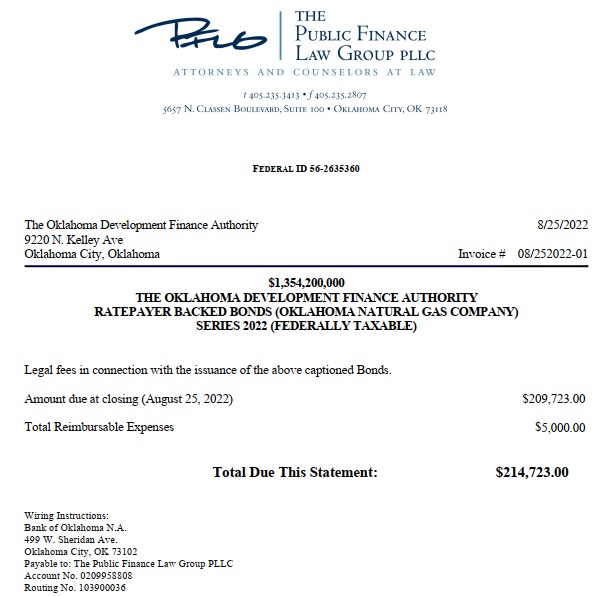 PFLG
THE
PUBLIC FINANCE
LAW GROUP PLLC
ATTORNEYS AND COUNSELORS AT LAW
t 405.235.3413 • f 405.235.2807
5657 N. CLASSEN BOULEVARD, SUITE 100 • OKLAHOMA CITY, OK 73118
FEDERAL ID 56-2635360
The Oklahoma Development Finance Authority 8/25/2022
9220 N. Kelley Ave
Oklahoma City, Oklahoma Invoice # 08/252022-01
$1,354,200,000
THE OKLAHOMA DEVELOPMENT FINANCE AUTHORITY
RATEPAYER BACKED BONDS (OKLAHOMA NATURAL GAS COMPANY)
SERIES 2022 (FEDERALLY TAXABLE)
Legal fees in connection with the issuance of the above captioned Bonds.
Amount due at closing (August 25, 2022) $209,723.00
Total Reimbursable Expenses $5,000.00
Total Due This Statement: $214,723.00
Wiring Instructions:
Bank of Oklahoma N.A.
499 W. Sheridan Ave.
Oklahoma City, OK 73102
Payable to: The Public Finance Law Group PLLC
Account No. 0209958808
Routing No. 103900036